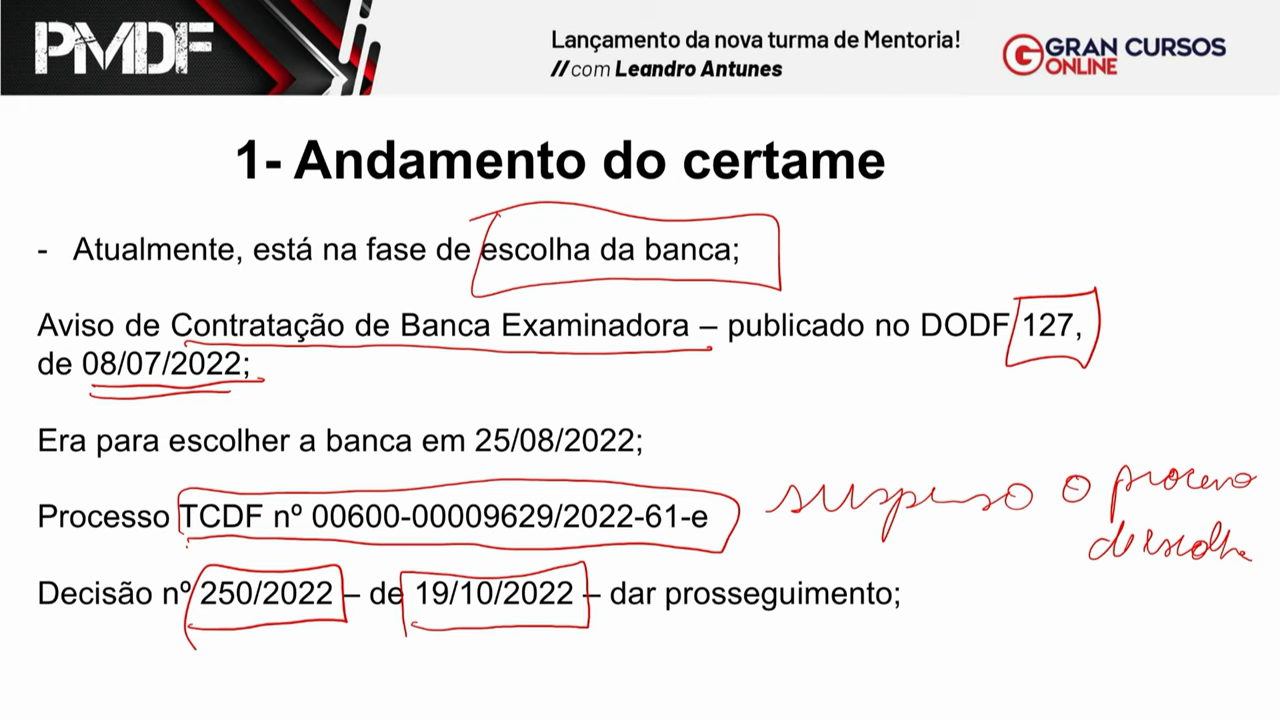 PMDF
Lançamento da nova turma de Mentoria!
// com Leandro Antunes
GRAN CURSOS
ONLINE
1- Andamento do certame
- Atualmente, está na fase de escolha da banca;
Aviso de Contratação de Banca Examinadora – publicado no DODF 127,
de 08/07/2022;
Era para escolher a banca em 25/08/2022;
Processo TCDF nº 00600-00009629/2022-61-e
suspenso o processo
de escolha
Decisão nº 250/2022 – de 19/10/2022 – dar prosseguimento;